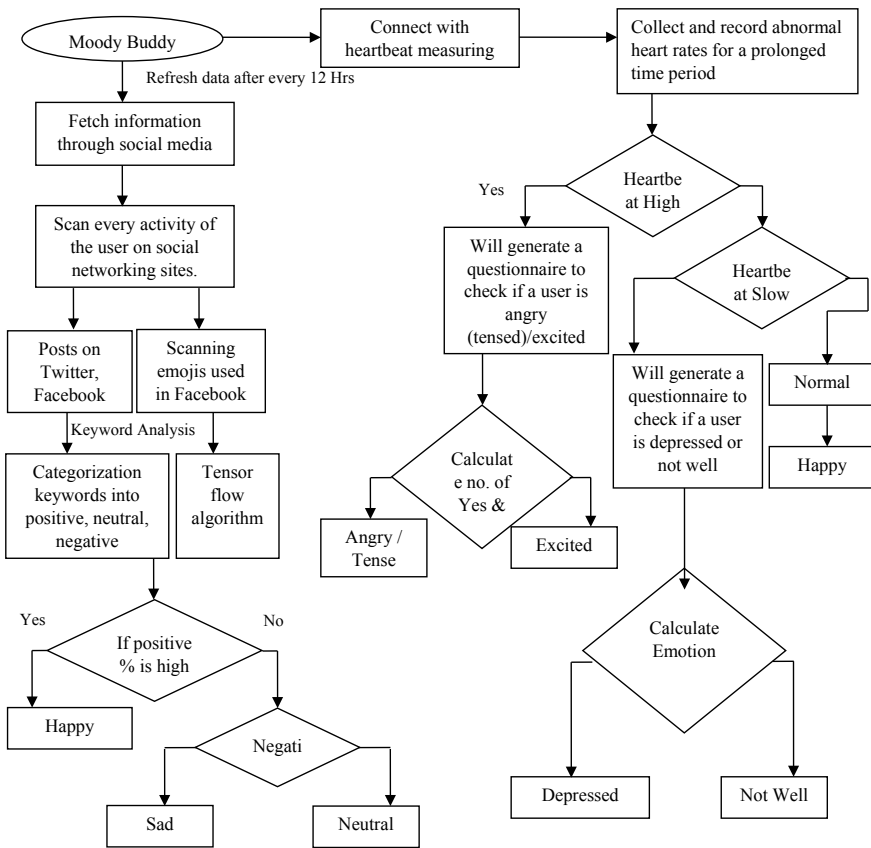 Moody Buddy
Connect with
heartbeat measuring
Collect and record abnormal
heart rates for a prolonged
time period
Refresh data after every 12 Hrs
Fetch information
through social media
Scan every activity of
the user on social
networking sites.
Posts on
Twitter,
Facebook
Scanning
emojis used
in Facebook
Keyword Analysis
Categorization
keywords into
positive, neutral,
negative
Tensor
flow
algorithm
Yes
If positive
% is high
No
Happy
Negati
Sad
Neutral
Yes
Heartbe
at High
Will generate a
questionnaire to
check if a user is
angry
(tensed)/excited
Calculat
e no. of
Yes &
Angry /
Tense
Excited
Heartbe
at Slow
Will generate a
questionnaire to
check if a user
is depressed or
not well
Normal
Happy
Calculate
Emotion
Depressed
Not Well